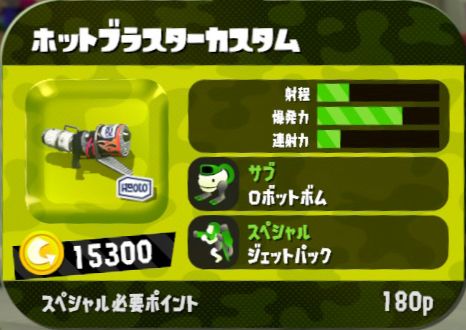 ホットブラスターカスタム
射程
爆発力
連射力
サブ
ロボットボム
スペシャル
ジェットパック
15300
スペシャル必要ポイント
180p